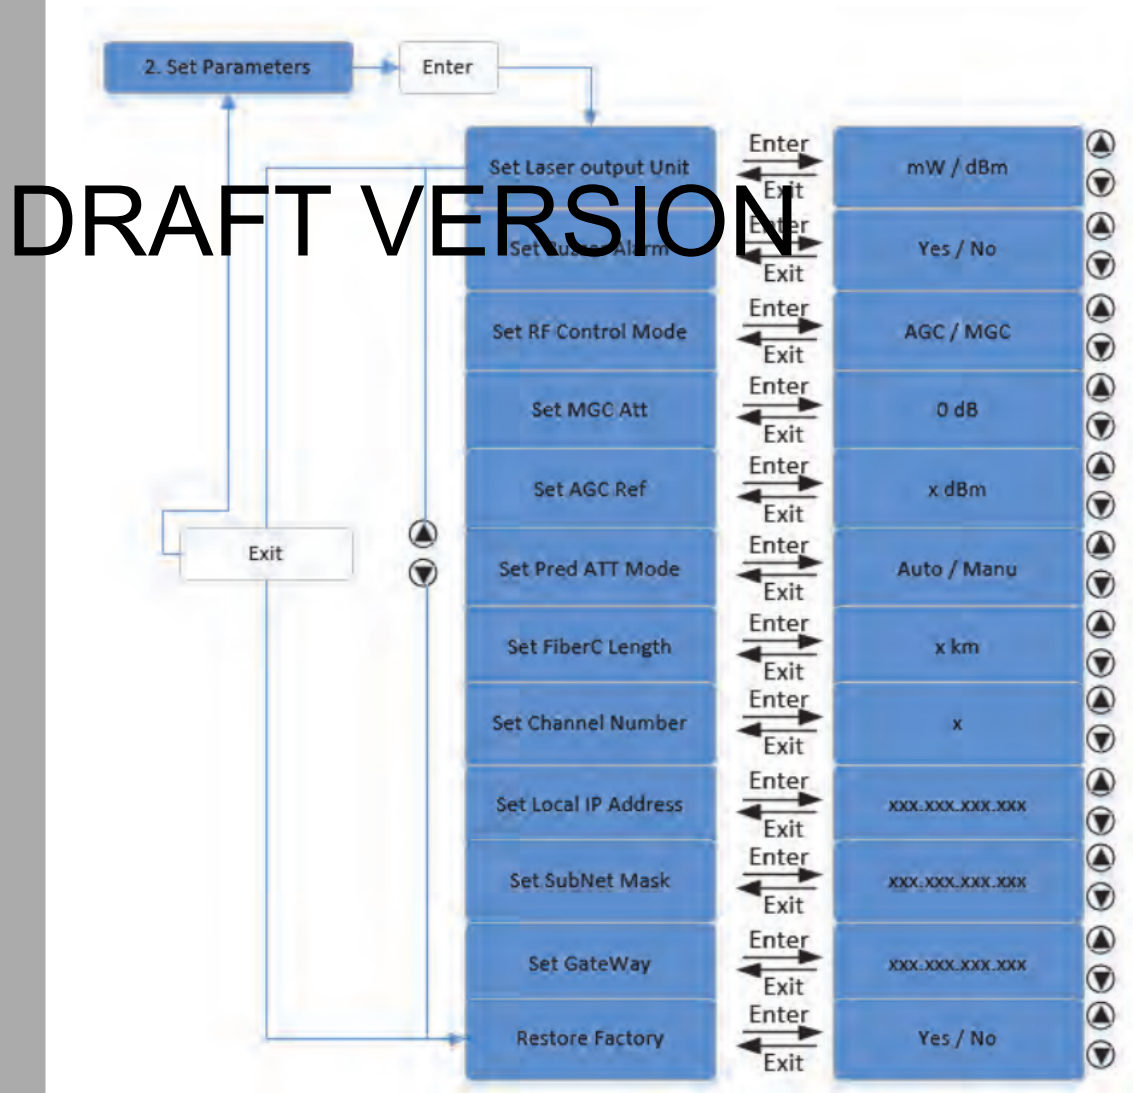 2. Set Parameters
Enter
Set Laser output Unit
Enter
Exit
mW / dBm
DRAFT VERSION
Set Buzzer Alarm
Enter
Exit
Yes / No
Set RF Control Mode
Enter
Exit
AGC / MGC
Set MGC Att
Enter
Exit
0 dB
Set AGC Ref
Enter
Exit
x dBm
Set Pred ATT Mode
Enter
Exit
Auto / Manu
Exit
Set FiberC Length
Enter
Exit
x km
Set Channel Number
Enter
Exit
x
Set Local IP Address
Enter
Exit
xxx.xxx.xxx.xxx
Set SubNet Mask
Enter
Exit
xxx.xxx.xxx.xxx
Set GateWay
Enter
Exit
xxx.xxx.xxx.xxx
Restore Factory
Enter
Exit
Yes / No